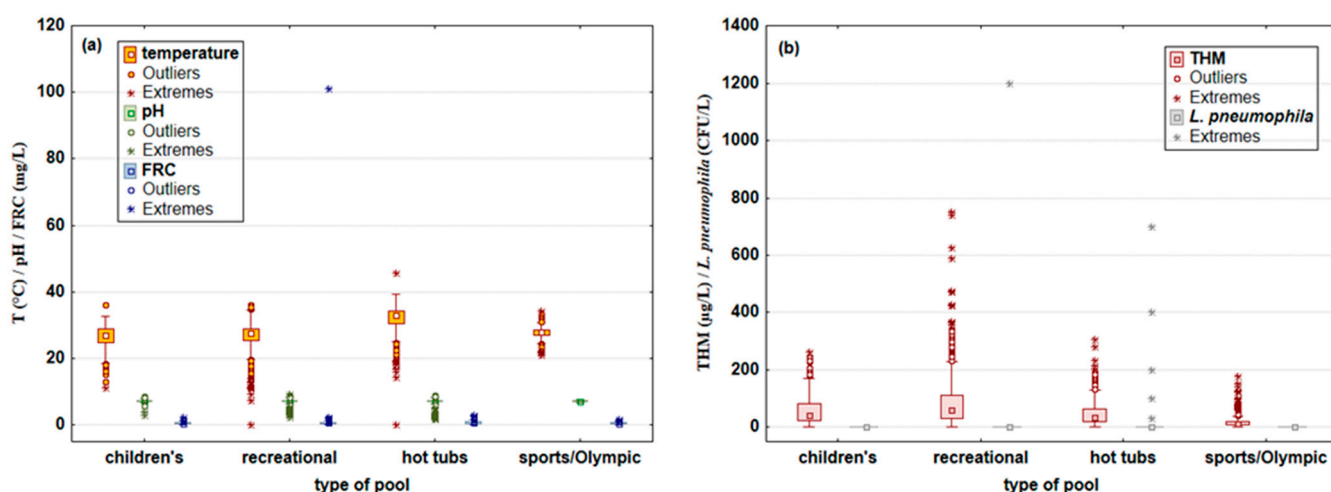 (a)
temperature
Outliers
Extremes
pH
Outliers
Extremes
FRC
Outliers
Extremes
T (°C) / pH / FRC (mg/L)
120
100
80
60
40
20
0
children's recreational hot tubs sports/Olympic
type of pool
(b)
THM
Outliers
Extremes
L. pneumophila
Extremes
THM (µg/L) / L. pneumophila (CFU/L)
1400
1200
1000
800
600
400
200
0
children's recreational hot tubs sports/Olympic
type of pool